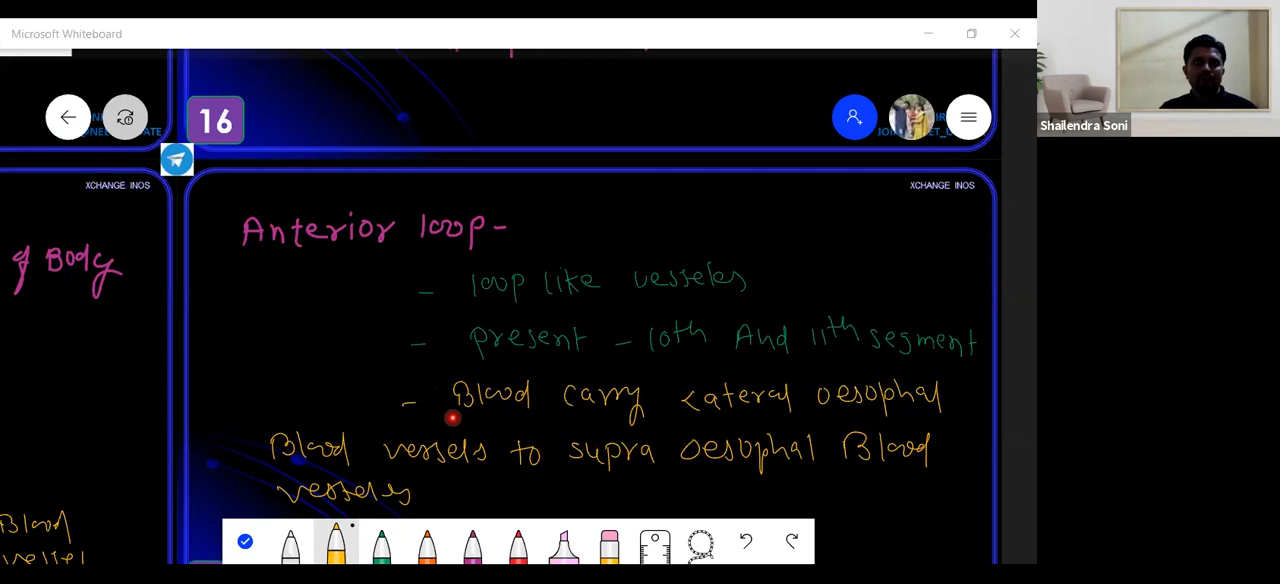 Microsoft Whiteboard
16
XCHANGE INOS
XCHANGE INOS
Shailendra Soni
of Body
Blood
vessel
Anterior loop -
- loop like vesseles
- present - 10th And 11th segment
- Blood carry Lateral oesophal
Blood vessels to supra oesophal Blood
vesseles